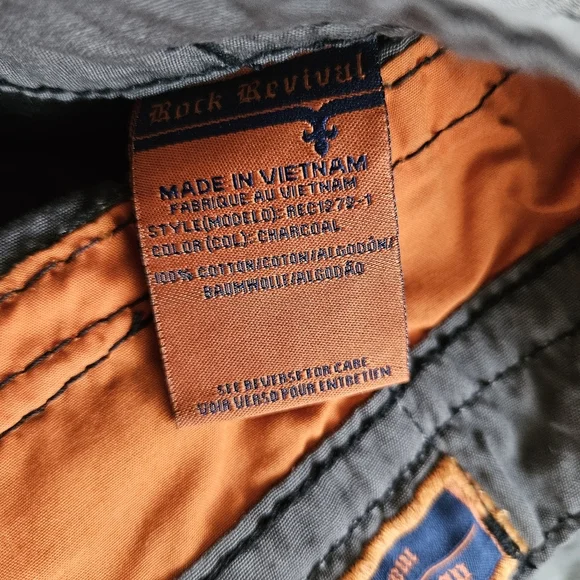 Rock Revival
MADE IN VIETNAM
FABRIQUE AU VIETNAM
STYLE(MODELO): REC1979-1
COLOR (COL): CHARCOAL
100% COTTON/COTON/ALGODÓN/
BAUMWOLLE/ALGODÃO
SEE REVERSE FOR CARE
VOIR VERSO POUR ENTRETIEN